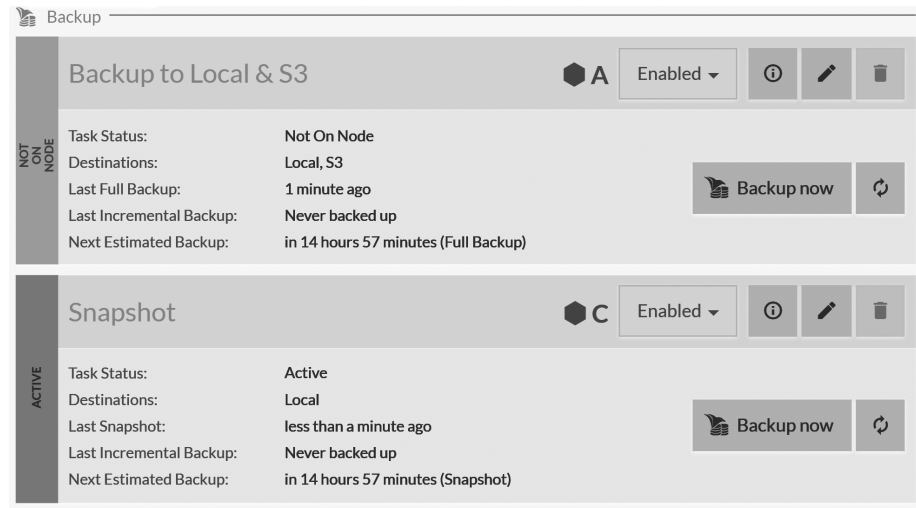 Backup
Backup to Local & S3
A
Enabled
NOT
ON
NODE
Task Status: Not On Node
Destinations: Local, S3
Last Full Backup: 1 minute ago
Last Incremental Backup: Never backed up
Next Estimated Backup: in 14 hours 57 minutes (Full Backup)
Backup now
Snapshot
C
Enabled
ACTIVE
Task Status: Active
Destinations: Local
Last Snapshot: less than a minute ago
Last Incremental Backup: Never backed up
Next Estimated Backup: in 14 hours 57 minutes (Snapshot)
Backup now